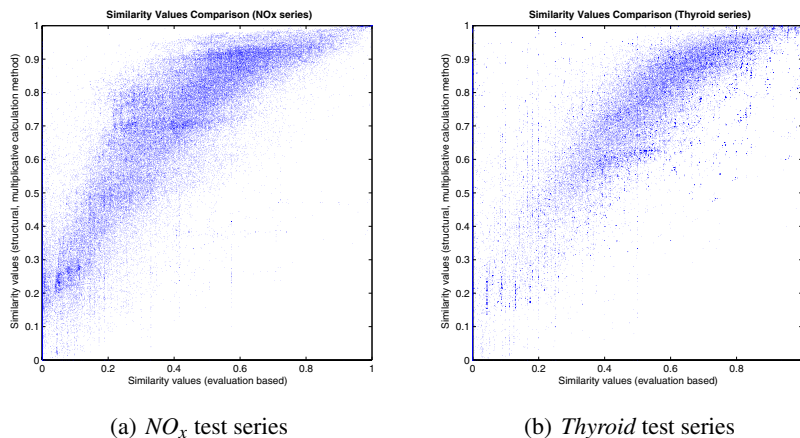 Similarity Values Comparison (NOx series)
1
0.9
0.8
0.7
0.6
0.5
0.4
0.3
0.2
0.1
0
Similarity values (structural, multiplicative calculation method)
0 0.2 0.4 0.6 0.8 1
Similarity values (evaluation based)
(a) NOx test series
Similarity Values Comparison (Thyroid series)
1
0.9
0.8
0.7
0.6
0.5
0.4
0.3
0.2
0.1
0
Similarity values (structural, multiplicative calculation method)
0 0.2 0.4 0.6 0.8
Similarity values (evaluation based)
(b) Thyroid test series